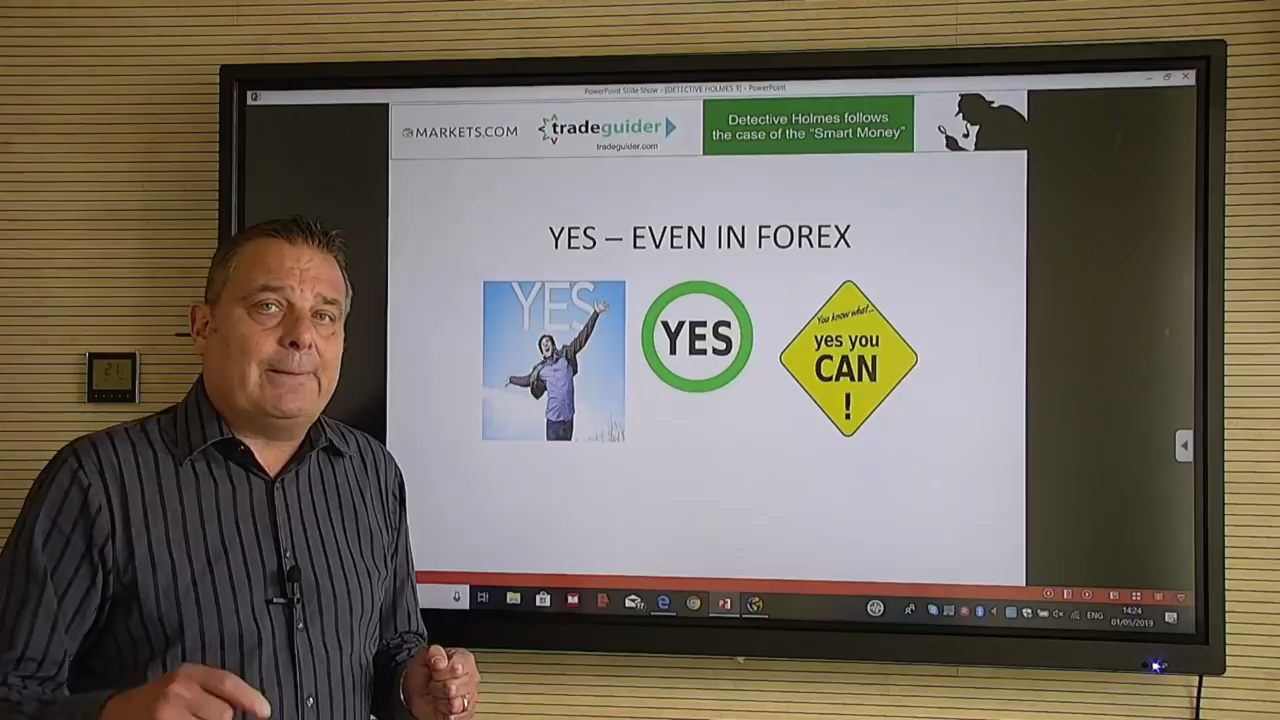 PowerPoint Slide Show - [DETECTIVE HOLMES 3] - PowerPoint
MARKETS.COM
tradeguider
tradeguider.com
Detective Holmes follows
the case of the "Smart Money"
YES – EVEN IN FOREX
YES
YES
You know what...
yes you
CAN
!
21
ENG
14:24
01/05/2019